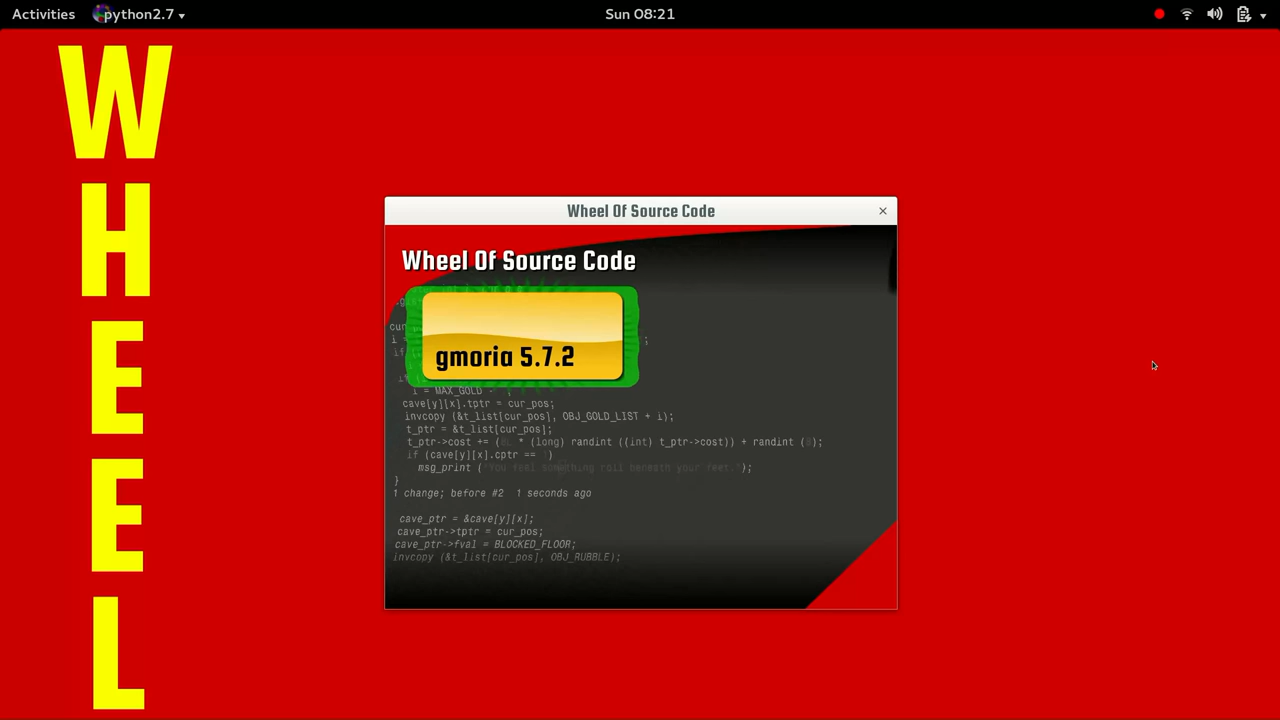 Activities
python2.7
Sun 08:21
W
H
E
E
L
Wheel Of Source Code
Wheel Of Source Code
gmoria 5.7.2
i = MAX_GOLD
cave[y][x].tptr = cur_pos;
invcopy (&t_list[cur_pos], OBJ_GOLD_LIST + i);
t_ptr = &t_list[cur_pos];
t_ptr->cost += ( * (long) randint ((int) t_ptr->cost)) + randint ( );
if (cave[y][x].cptr == )
msg_print ("You feel something roll beneath your feet.");
}
1 change; before #2 1 seconds ago
cave_ptr = &cave[y][x];
cave_ptr->tptr = cur_pos;
cave_ptr->fval = BLOCKED_FLOOR;
invcopy (&t_list[cur_pos], OBJ_RUBBLE);